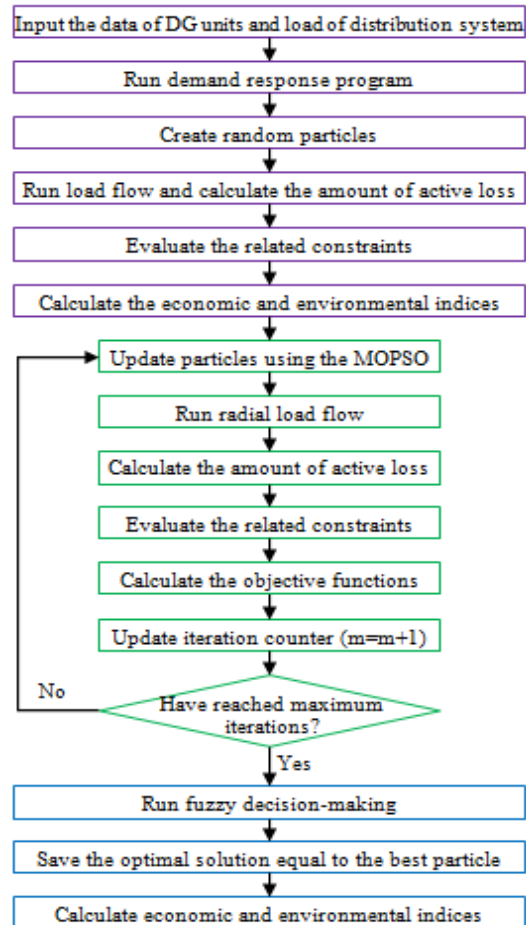 Input the data of DG units and load of distribution system
Run demand response program
Create random particles
Run load flow and calculate the amount of active loss
Evaluate the related constraints
Calculate the economic and environmental indices
Update particles using the MOPSO
Run radial load flow
Calculate the amount of active loss
Evaluate the related constraints
Calculate the objective functions
Update iteration counter (m=m+1)
No
Have reached maximum
iterations?
Yes
Run fuzzy decision-making
Save the optimal solution equal to the best particle
Calculate economic and environmental indices